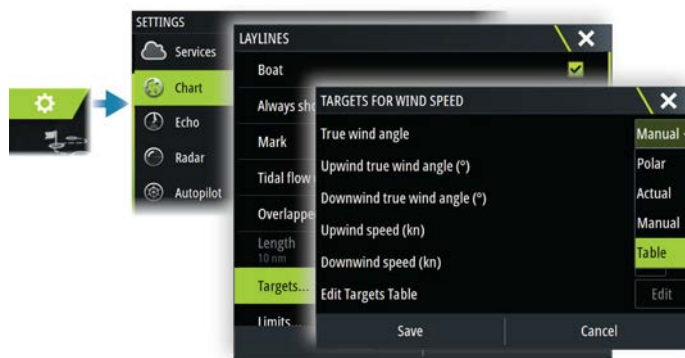 SETTINGS
Services
Chart
Echo
Radar
Autopilot
LAYLINES
Boat
Always
Mark
Tidal flow
Length
10 nm
Targets...
Limits...
TARGETS FOR WIND SPEED
True wind angle
Manual
Upwind true wind angle (°)
Polar
Downwind true wind angle (°)
Actual
Upwind speed (kn)
Manual
Downwind speed (kn)
Table
Edit Targets Table
Edit
Save
Cancel